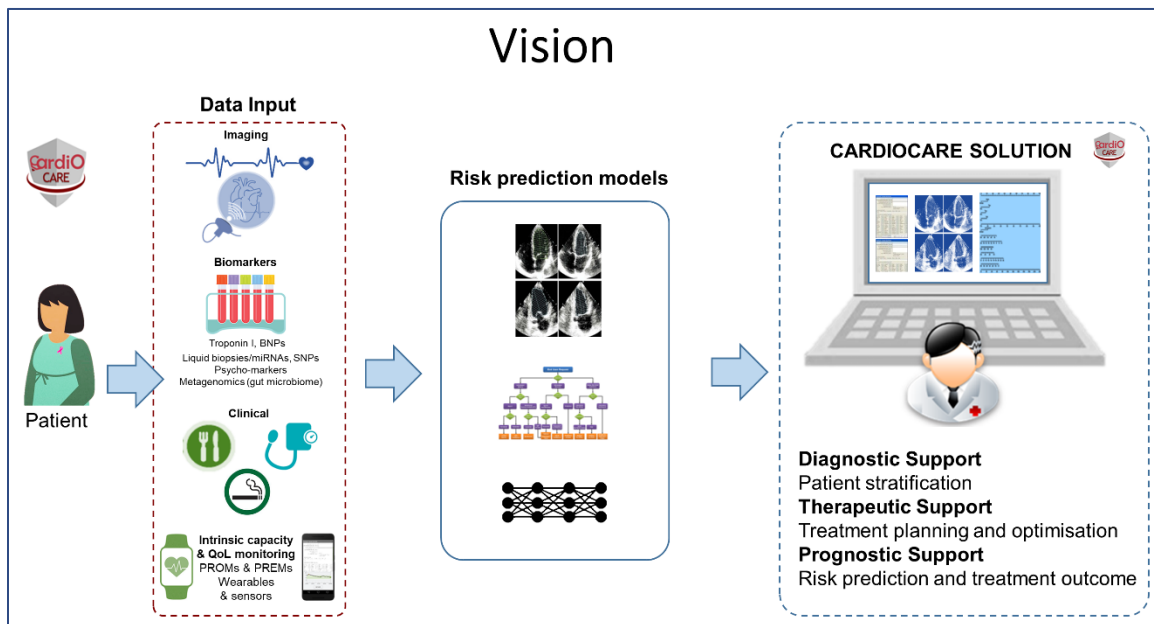 Vision
CardiO
CARE
Patient
Data Input
Imaging
Biomarkers
Troponin I, BNPs
Liquid biopsies/miRNAs, SNPs
Psycho-markers
Metagenomics (gut microbiome)
Clinical
Intrinsic capacity
& QoL monitoring
PROMs & PREMs
Wearables
& sensors
Risk prediction models
CARDIOCARE SOLUTION
CardiO
CARE
Diagnostic Support
Patient stratification
Therapeutic Support
Treatment planning and optimisation
Prognostic Support
Risk prediction and treatment outcome